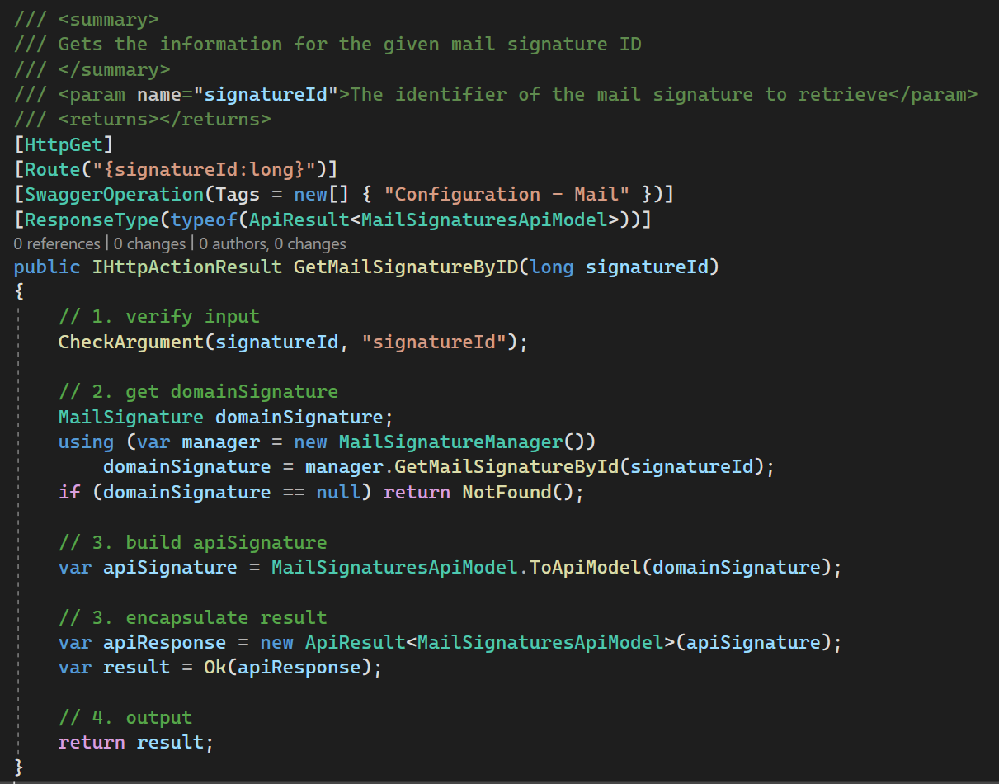 /// <summary>
/// Gets the information for the given mail signature ID
/// </summary>
/// <param name="signatureId">The identifier of the mail signature to retrieve</param>
/// <returns></returns>
[HttpGet]
[Route("{signatureId:long}")]
[SwaggerOperation(Tags = new[] { "Configuration - Mail" })]
[ResponseType(typeof(ApiResult<MailSignaturesApiModel>))]
0 references | 0 changes | 0 authors, 0 changes
public IHttpActionResult GetMailSignatureByID(long signatureId)
{
    // 1. verify input
    CheckArgument(signatureId, "signatureId");

    // 2. get domainSignature
    MailSignature domainSignature;
    using (var manager = new MailSignatureManager())
        domainSignature = manager.GetMailSignatureById(signatureId);
    if (domainSignature == null) return NotFound();

    // 3. build apiSignature
    var apiSignature = MailSignaturesApiModel.ToApiModel(domainSignature);

    // 3. encapsulate result
    var apiResponse = new ApiResult<MailSignaturesApiModel>(apiSignature);
    var result = Ok(apiResponse);

    // 4. output
    return result;
}